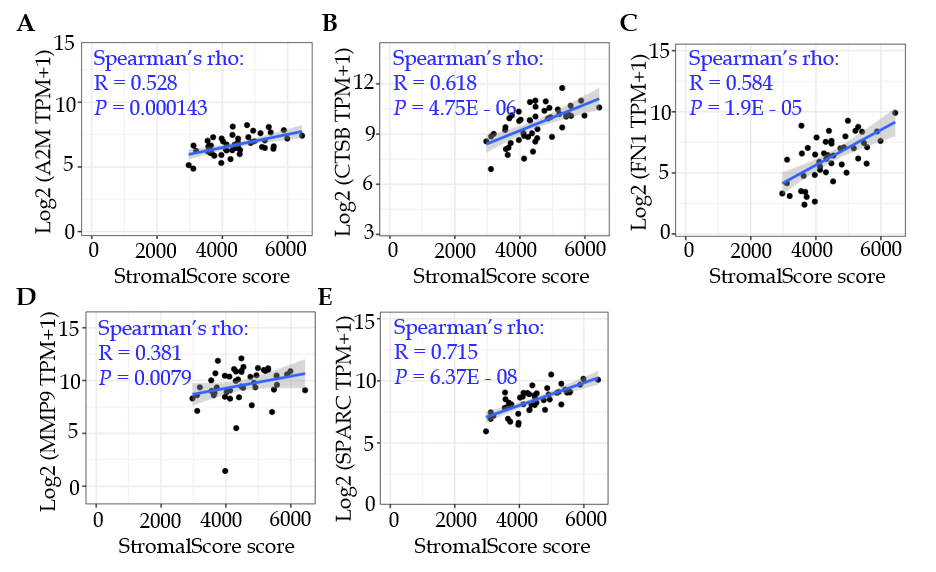 A
Log2 (A2M TPM+1)
15
10
5
0
Spearman's rho:
R = 0.528
P = 0.000143
0 2000 4000 6000
StromalScore score
B
Log2 (CTSB TPM+1)
12
9
6
3
Spearman's rho:
R = 0.618
P = 4.75E - 06
0 2000 4000 6000
StromalScore score
C
Log2 (FN1 TPM+1)
15
10
5
0
Spearman's rho:
R = 0.584
P = 1.9E - 05
0 2000 4000 6000
StromalScore score
D
Log2 (MMP9 TPM+1)
15
10
5
0
Spearman's rho:
R = 0.381
P = 0.0079
0 2000 4000 6000
StromalScore score
E
Log2 (SPARC TPM+1)
15
10
5
0
Spearman's rho:
R = 0.715
P = 6.37E - 08
0 2000 4000 6000
StromalScore score